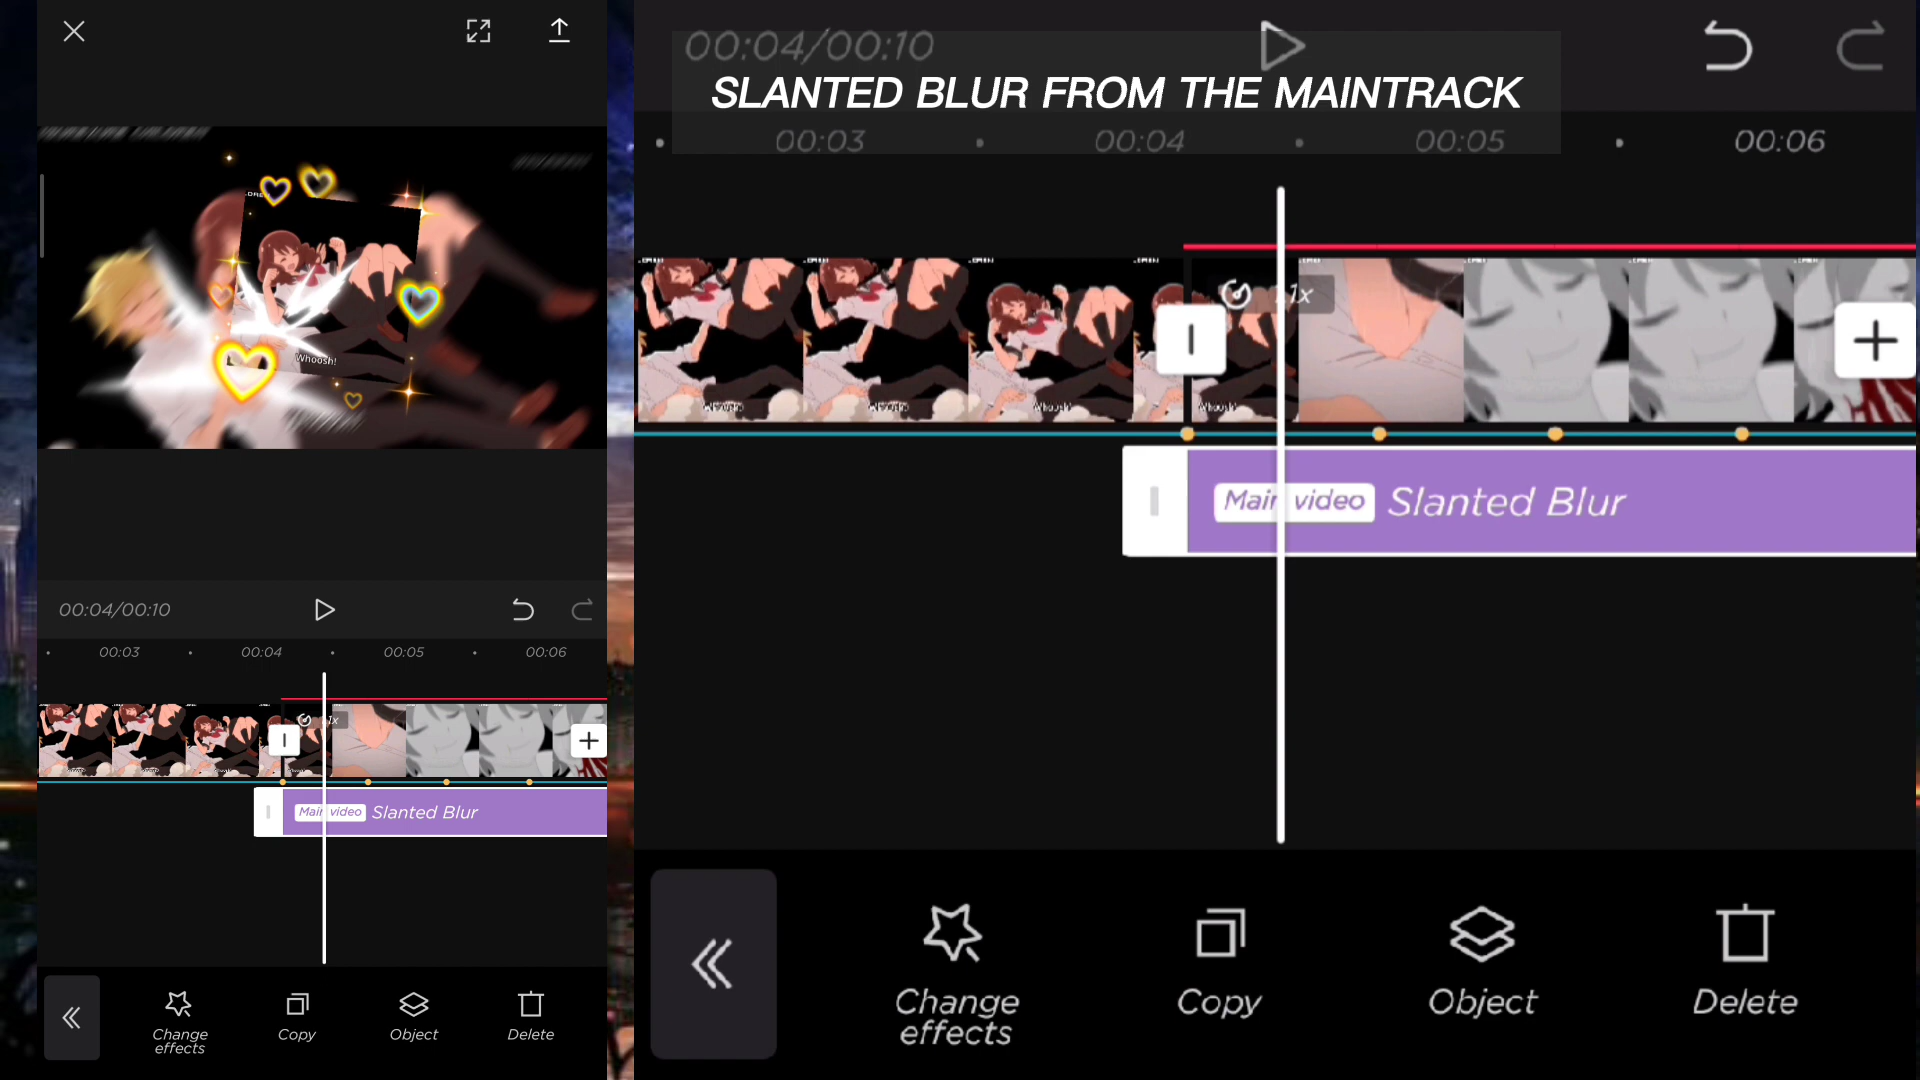 Whoosh!
00:04/00:10
00:03
00:04
00:05
00:06
Main video Slanted Blur
Change
effects
Copy
Object
Delete
00:04/00:10
SLANTED BLUR FROM THE MAINTRACK
00:03
00:04
00:05
00:06
Whoosh!
Main video Slanted Blur
Change
effects
Copy
Object
Delete